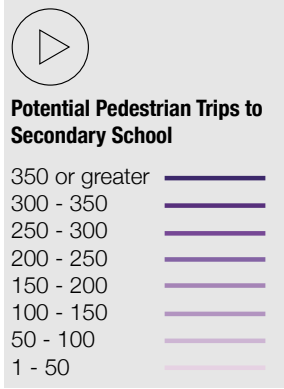 Potential Pedestrian Trips to
Secondary School
350 or greater
300 - 350
250 - 300
200 - 250
150 - 200
100 - 150
50 - 100
1 - 50